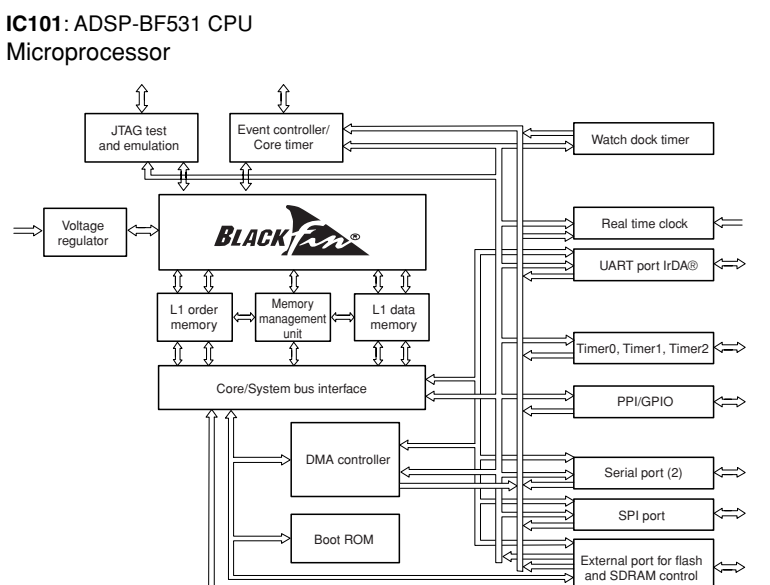 IC101: ADSP-BF531 CPU
Microprocessor
JTAG test
and emulation
Event controller/
Core timer
Watch dock timer
Voltage
regulator
BLACKfin®
Real time clock
UART port IrDA®
L1 order
memory
Memory
management
unit
L1 data
memory
Timer0, Timer1, Timer2
Core/System bus interface
PPI/GPIO
DMA controller
Serial port (2)
SPI port
Boot ROM
External port for flash
and SDRAM control